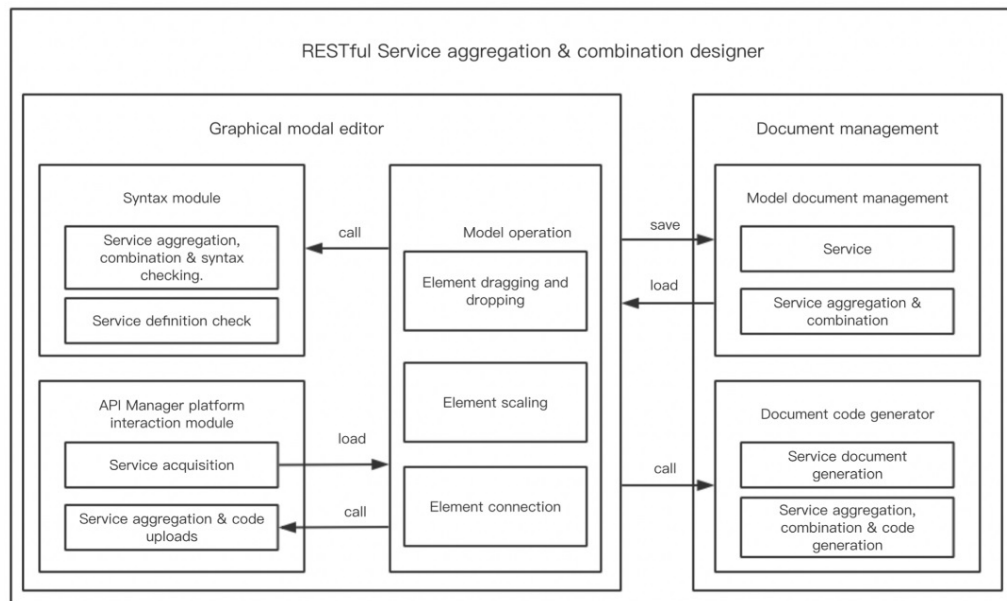 RESTful Service aggregation & combination designer
Graphical modal editor
Syntax module
Service aggregation,
combination & syntax
checking.
Service definition check
API Manager platform
interaction module
Service acquisition
Service aggregation & code
uploads
call
load
call
Model operation
Element dragging and
dropping
Element scaling
Element connection
save
load
call
Document management
Model document management
Service
Service aggregation &
combination
Document code generator
Service document
generation
Service aggregation,
combination & code
generation